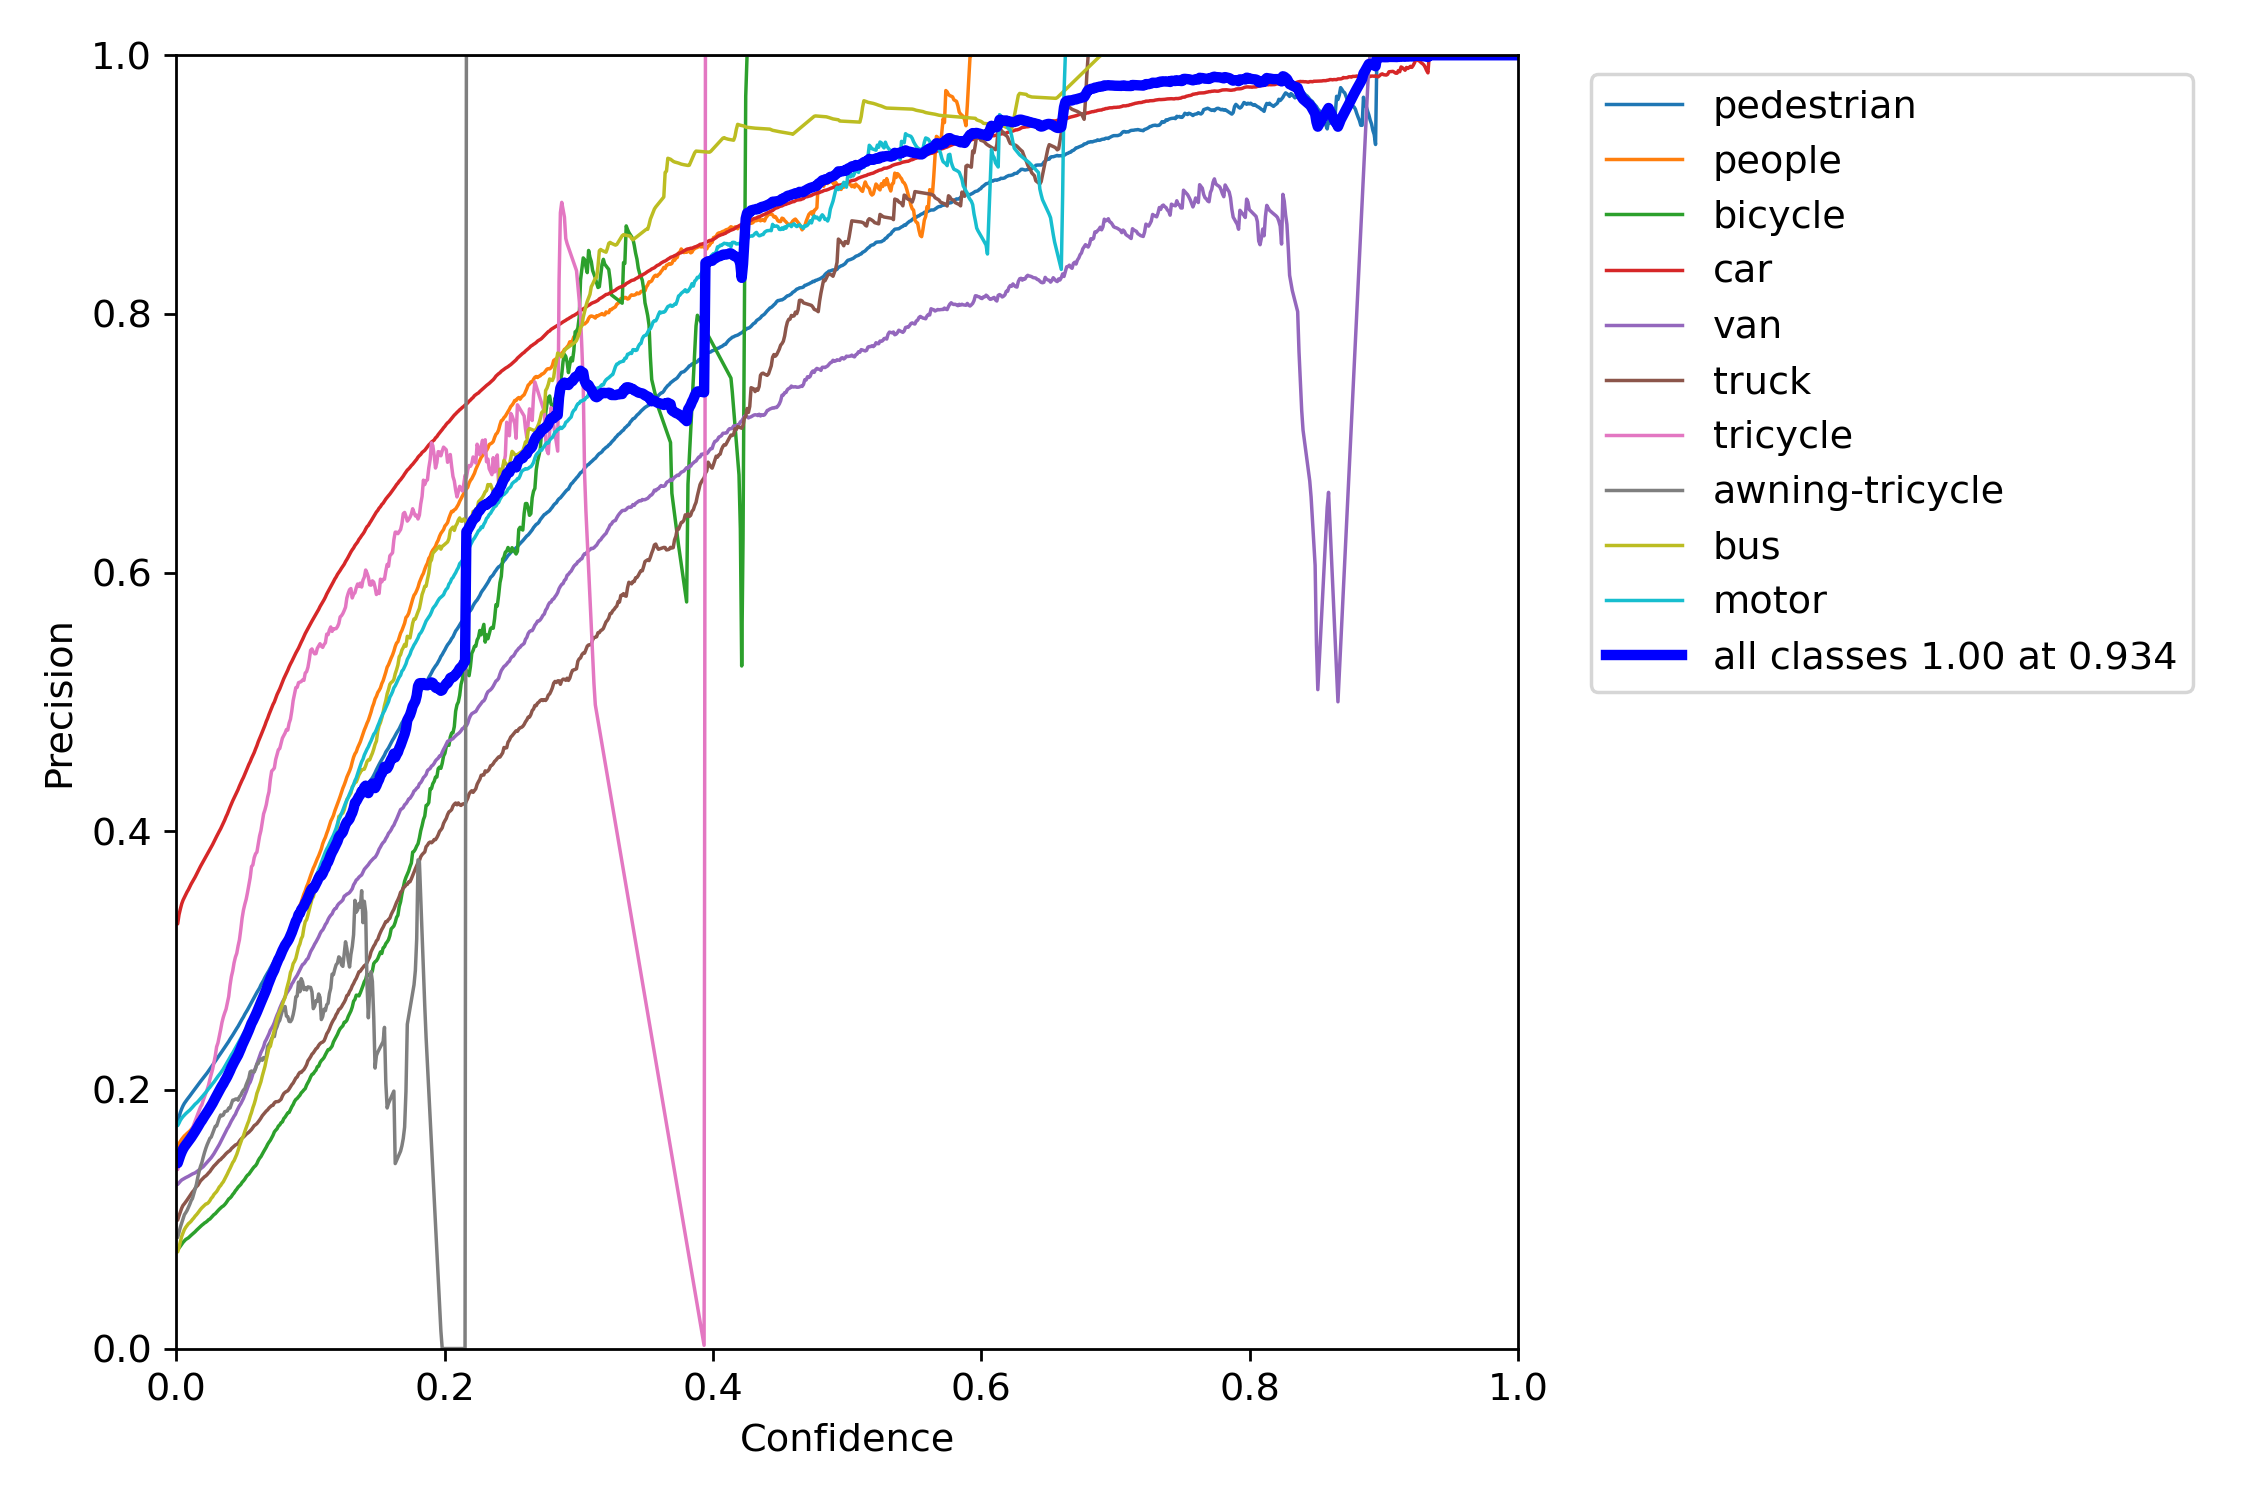 1.0
0.8
0.6
0.4
0.2
0.0
Precision
0.0 0.2 0.4 0.6 0.8 1.0
Confidence
pedestrian
people
bicycle
car
van
truck
tricycle
awning-tricycle
bus
motor
all classes 1.00 at 0.934